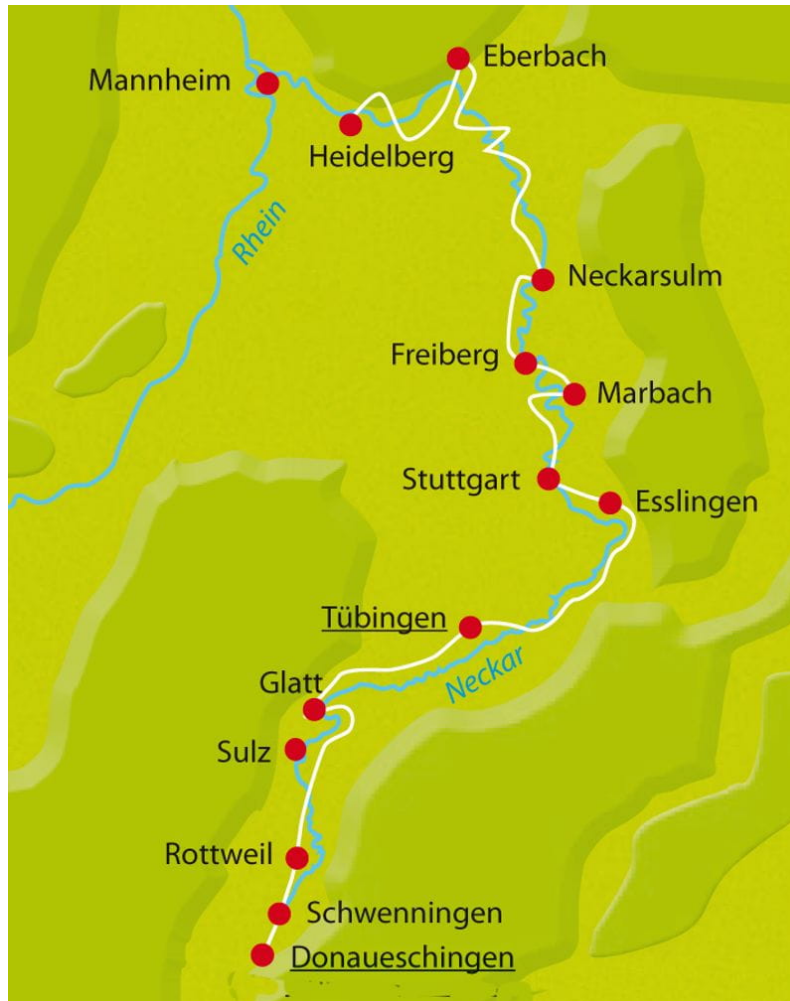 Eberbach
Mannheim
Heidelberg
Rhein
Neckarsulm
Freiberg
Marbach
Stuttgart
Esslingen
Tübingen
Neckar
Glatt
Sulz
Rottweil
Schwenningen
Donaueschingen